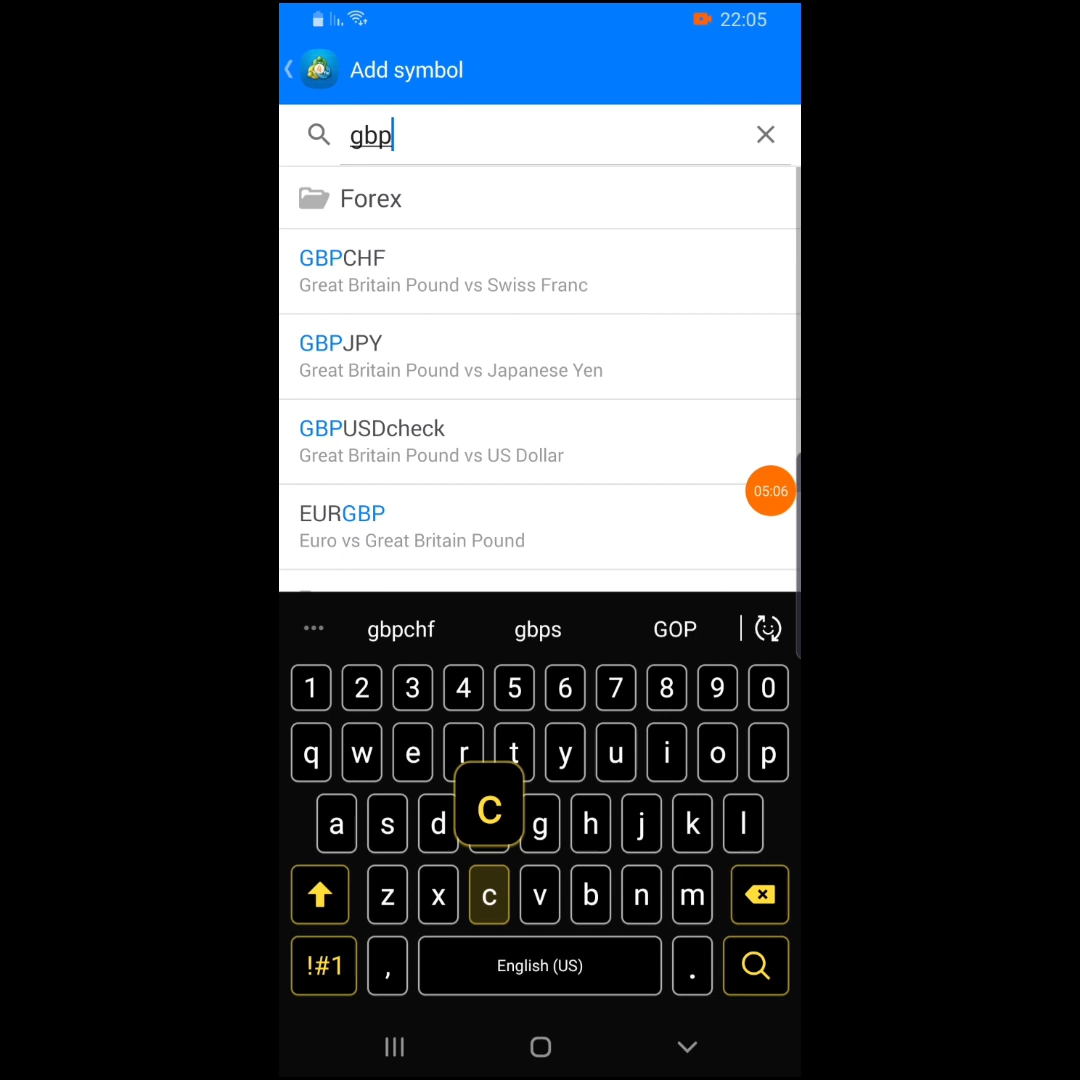 22:05
Add symbol
gbp
Forex
GBPCHF
Great Britain Pound vs Swiss Franc
GBPJPY
Great Britain Pound vs Japanese Yen
GBPUSDcheck
Great Britain Pound vs US Dollar
05:06
EURGBP
Euro vs Great Britain Pound
gbpchf gbps GOP
1 2 3 4 5 6 7 8 9 0
q w e r t y u i o p
C
a s d g h j k l
z x c v b n m
!#1 , English (US) .